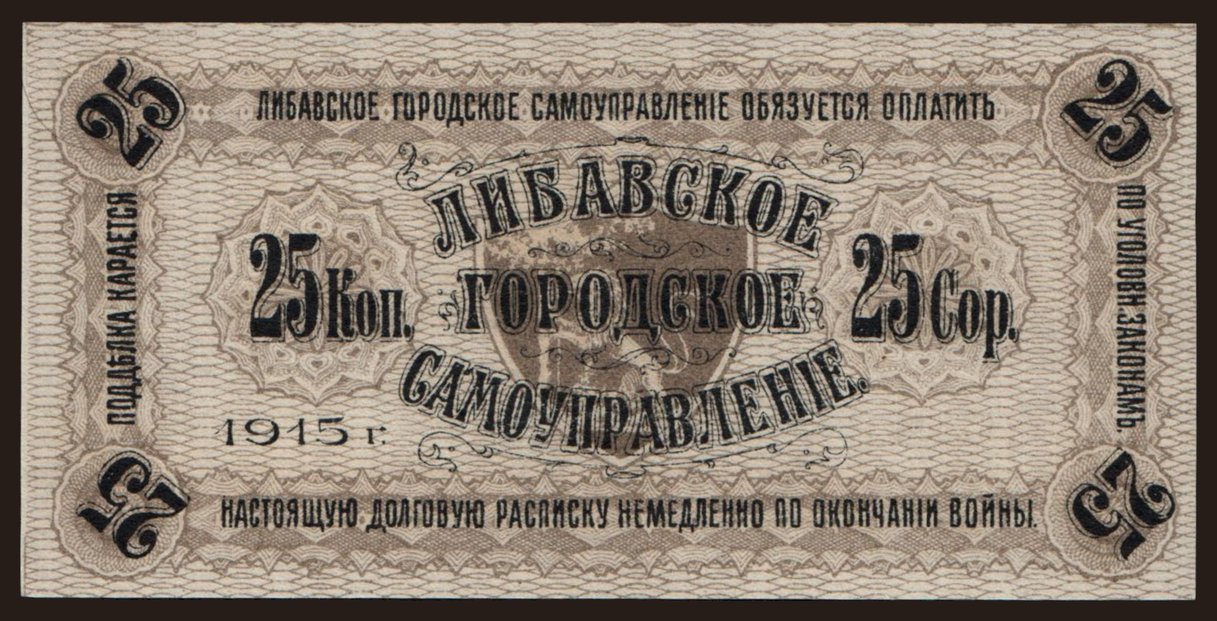 25
25
ЛИБАВСКОЕ ГОРОДСКОЕ САМОУПРАВЛЕНІЕ ОБЯЗУЕТСЯ ОПЛАТИТЬ
ПОДДѢЛКА КАРАЕТСЯ
ПО УГОЛОВН. ЗАКОНАМЪ.
ЛИБАВСКОЕ
25 Коп.
ГОРОДСКОЕ
25 Сор.
САМОУПРАВЛЕНІЕ.
1915 г.
НАСТОЯЩУЮ ДОЛГОВУЮ РАСПИСКУ НЕМЕДЛЕННО ПО ОКОНЧАНІИ ВОЙНЫ.
25
25